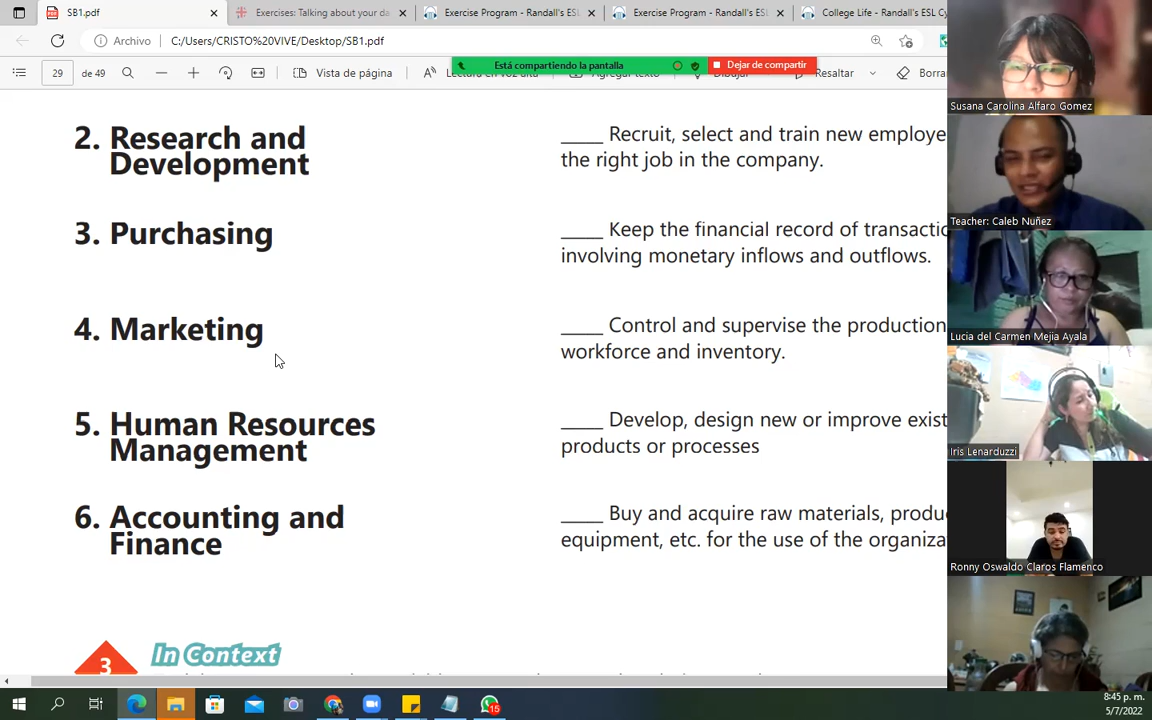 SB1.pdf
Exercises: Talking about your da
Exercise Program - Randall's ESL
Exercise Program - Randall's ESL
College Life - Randall's ESL Cy
Archivo
C:/Users/CRISTO%20VIVE/Desktop/SB1.pdf
29
de 49
Vista de página
Está compartiendo la pantalla
Dejar de compartir
Resaltar
Borrar
2. Research and
Development
____ Recruit, select and train new employe
the right job in the company.
3. Purchasing
____ Keep the financial record of transactio
involving monetary inflows and outflows.
4. Marketing
____ Control and supervise the production
workforce and inventory.
5. Human Resources
Management
____ Develop, design new or improve exist
products or processes
6. Accounting and
Finance
____ Buy and acquire raw materials, produ
equipment, etc. for the use of the organiza
3
In Context
Susana Carolina Alfaro Gomez
Teacher: Caleb Nuñez
Lucia del Carmen Mejia Ayala
Iris Lenarduzzi
Ronny Oswaldo Claros Flamenco
15
8:45 p. m.
5/7/2022